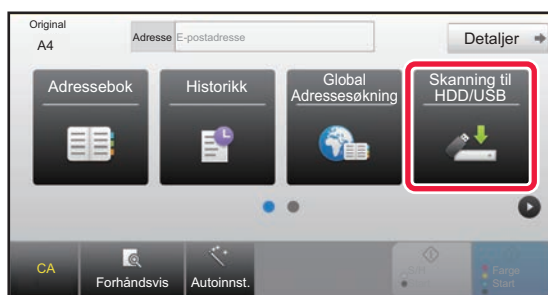 Original
A4
Adresse E-postadresse
Detaljer
Adressebok
Historikk
Global
Adressesøkning
Skanning til
HDD/USB
CA
Forhåndsvis
Autoinnst.
Farge
Start